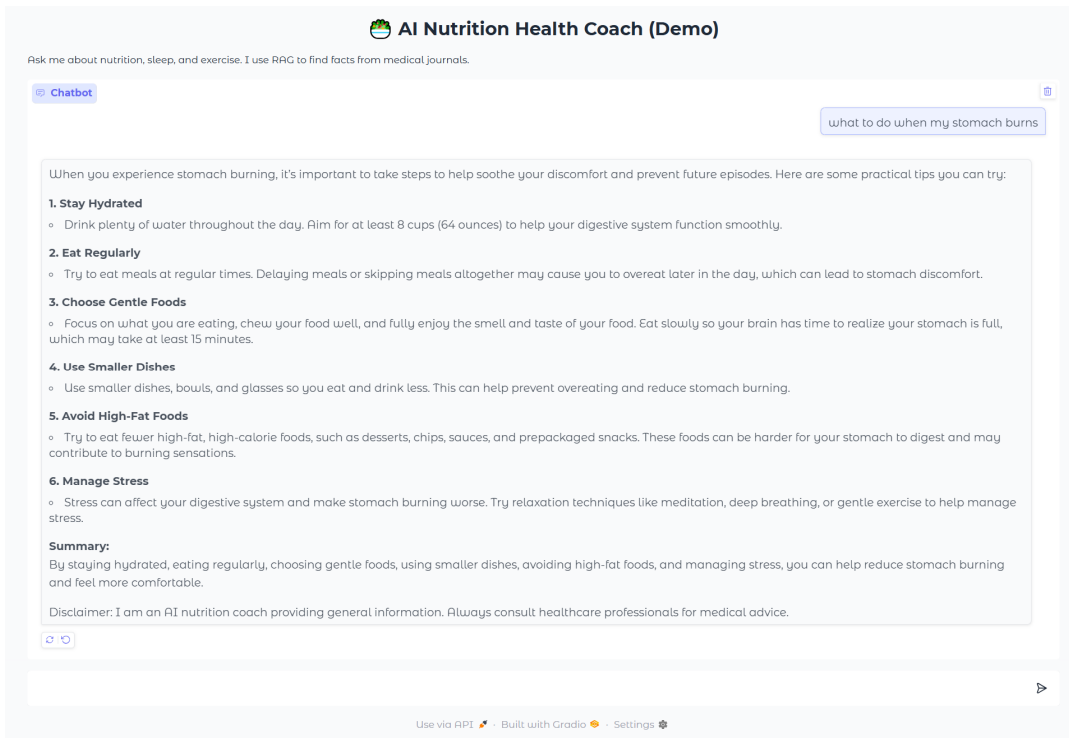 AI Nutrition Health Coach (Demo)
Ask me about nutrition, sleep, and exercise. I use RAG to find facts from medical journals.
Chatbot
what to do when my stomach burns
When you experience stomach burning, it's important to take steps to help soothe your discomfort and prevent future episodes. Here are some practical tips you can try:
1. Stay Hydrated
◦ Drink plenty of water throughout the day. Aim for at least 8 cups (64 ounces) to help your digestive system function smoothly.
2. Eat Regularly
◦ Try to eat meals at regular times. Delaying meals or skipping meals altogether may cause you to overeat later in the day, which can lead to stomach discomfort.
3. Choose Gentle Foods
◦ Focus on what you are eating, chew your food well, and fully enjoy the smell and taste of your food. Eat slowly so your brain has time to realize your stomach is full,
which may take at least 15 minutes.
4. Use Smaller Dishes
◦ Use smaller dishes, bowls, and glasses so you eat and drink less. This can help prevent overeating and reduce stomach burning.
5. Avoid High-Fat Foods
◦ Try to eat fewer high-fat, high-calorie foods, such as desserts, chips, sauces, and prepackaged snacks. These foods can be harder for your stomach to digest and may
contribute to burning sensations.
6. Manage Stress
◦ Stress can affect your digestive system and make stomach burning worse. Try relaxation techniques like meditation, deep breathing, or gentle exercise to help manage
stress.
Summary:
By staying hydrated, eating regularly, choosing gentle foods, using smaller dishes, avoiding high-fat foods, and managing stress, you can help reduce stomach burning
and feel more comfortable.
Disclaimer: I am an AI nutrition coach providing general information. Always consult healthcare professionals for medical advice.
Use via API · Built with Gradio · Settings